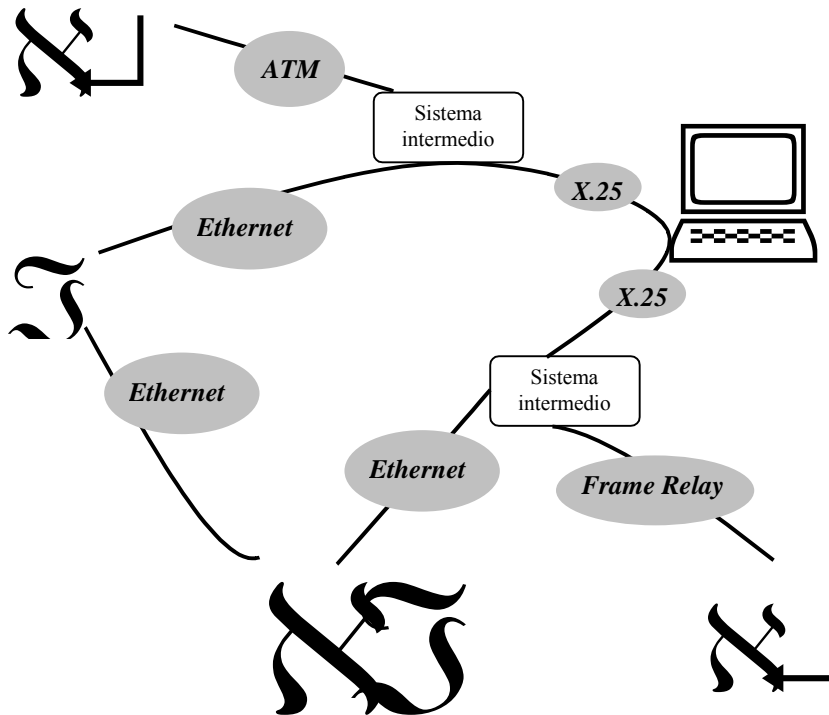 ATM
Sistema
intermedio
X.25
Ethernet
X.25
Ethernet
Sistema
intermedio
Ethernet
Frame Relay